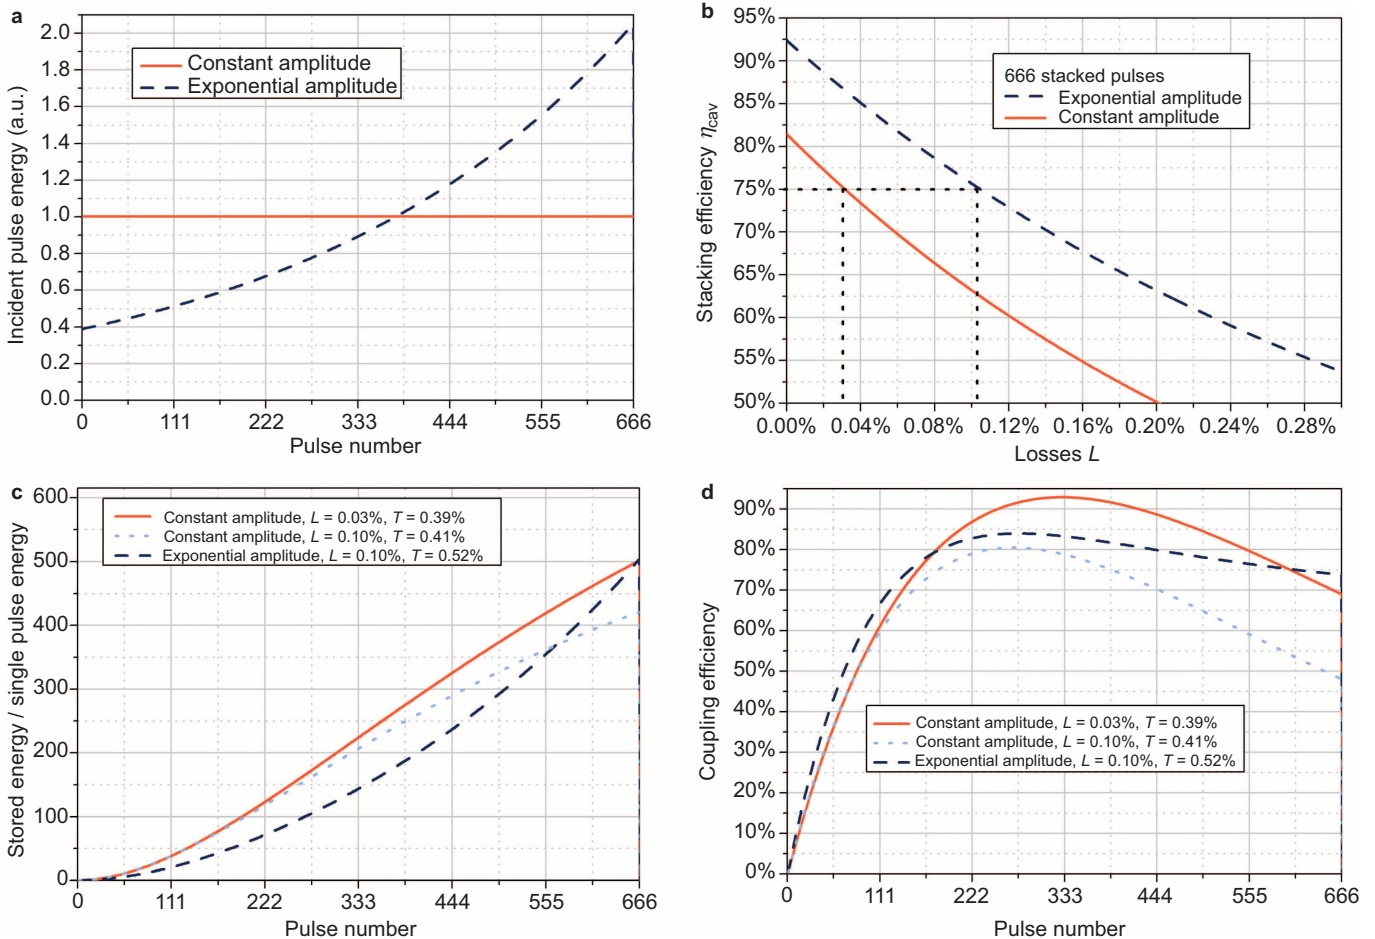 a
Incident pulse energy (a.u.)
2.0
1.8
1.6
1.4
1.2
1.0
0.8
0.6
0.4
0.2
0.0
Constant amplitude
Exponential amplitude
0 111 222 333 444 555 666
Pulse number
b
Stacking efficiency ηcav
95%
90%
85%
80%
75%
70%
65%
60%
55%
50%
666 stacked pulses
Exponential amplitude
Constant amplitude
0.00% 0.04% 0.08% 0.12% 0.16% 0.20% 0.24% 0.28%
Losses L
c
Stored energy / single pulse energy
600
500
400
300
200
100
0
Constant amplitude, L = 0.03%, T = 0.39%
Constant amplitude, L = 0.10%, T = 0.41%
Exponential amplitude, L = 0.10%, T = 0.52%
0 111 222 333 444 555 666
Pulse number
d
Coupling efficiency
90%
80%
70%
60%
50%
40%
30%
20%
10%
0%
Constant amplitude, L = 0.03%, T = 0.39%
Constant amplitude, L = 0.10%, T = 0.41%
Exponential amplitude, L = 0.10%, T = 0.52%
0 111 222 333 444 555 666
Pulse number